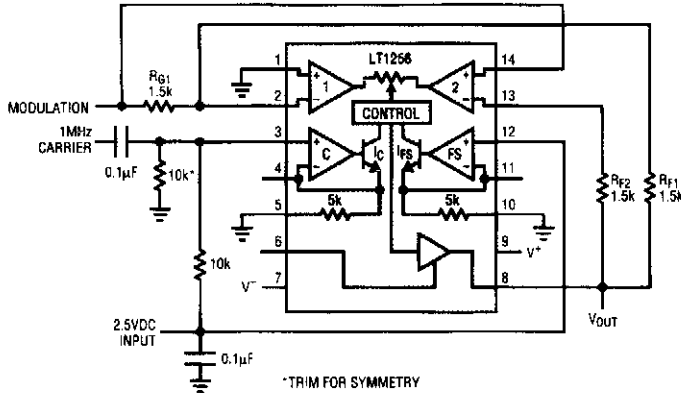 LT1256
1
14
RG1
1.5k
1
2
MODULATION
2
13
1MHz
CARRIER
CONTROL
3
12
C
IC
IFS
FS
0.1µF
10k*
4
11
RF2
1.5k
RF1
1.5k
5k
5k
5
10
6
9
V+
10k
V–
7
8
VOUT
2.5VDC
INPUT
0.1µF
*TRIM FOR SYMMETRY